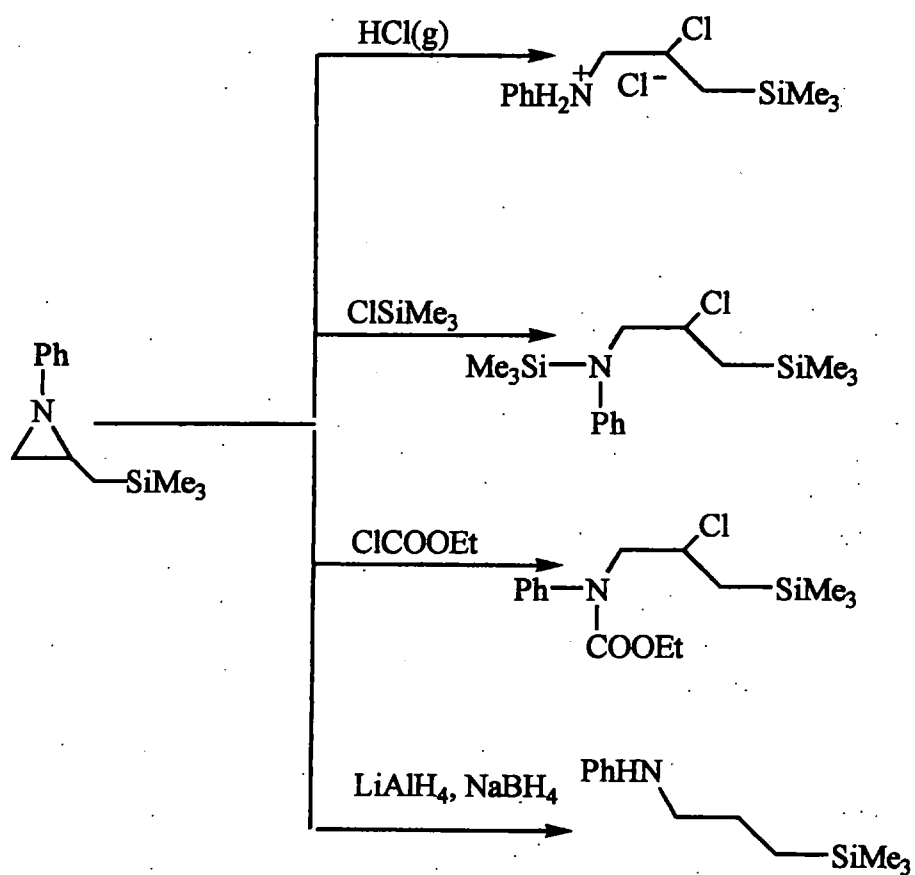 HCl(g)
Cl
PhH₂N⁺ Cl⁻ SiMe₃
ClSiMe₃
Cl
Me₃Si N SiMe₃
Ph
Ph
N
SiMe₃
ClCOOEt
Cl
Ph N SiMe₃
COOEt
LiAlH₄, NaBH₄
PhHN
SiMe₃